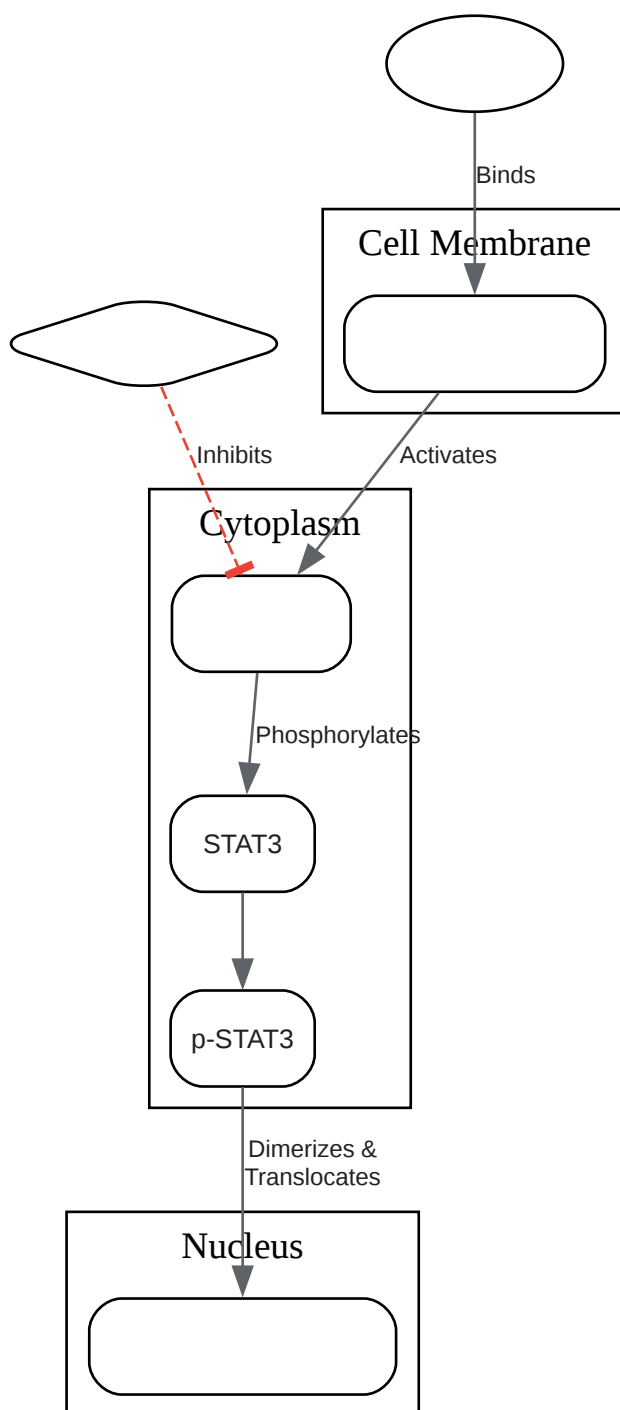 Binds
Cell Membrane
Inhibits
Activates
Cytoplasm
Phosphorylates
STAT3
p-STAT3
Dimerizes &
Translocates
Nucleus